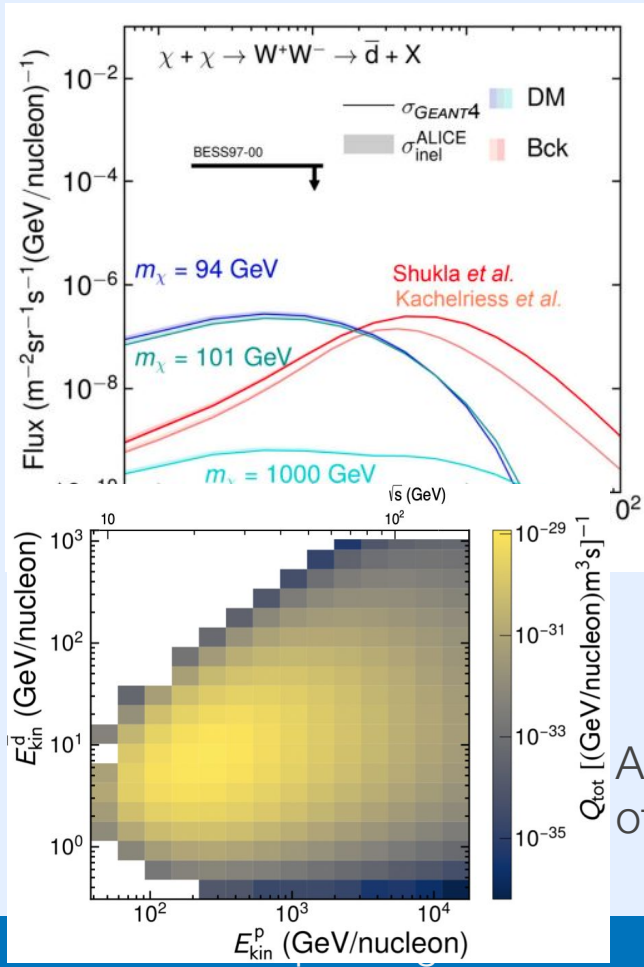 χ + χ → W⁺W⁻ → d̅ + X
Flux (m⁻²sr⁻¹s⁻¹(GeV/nucleon)⁻¹)
10⁻²
10⁻⁴
10⁻⁶
10⁻⁸
σ_GEANT4
DM
σ_inel^ALICE
Bck
BESS97-00
m_χ = 94 GeV
Shukla et al.
Kachelriess et al.
m_χ = 101 GeV
m_χ = 1000 GeV
0²
√s (GeV)
10
10²
E_kin^d̅ (GeV/nucleon)
10³
10²
10¹
10⁰
10²
10³
10⁴
E_kin^p (GeV/nucleon)
10⁻²⁹
10⁻³¹
10⁻³³
10⁻³⁵
Q_tot [(GeV/nucleon)m³s]⁻¹